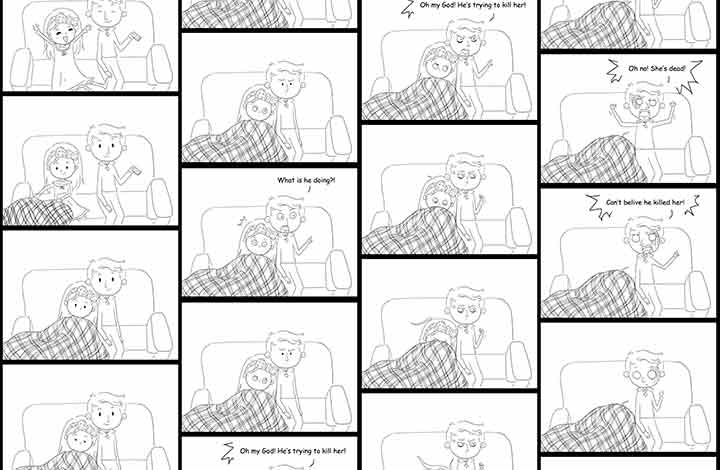 What is he doing?!
Oh my God! He's trying to kill her!
Oh my God! He's trying to kill her!
Oh no! She's dead!
Can't belive he killed her!